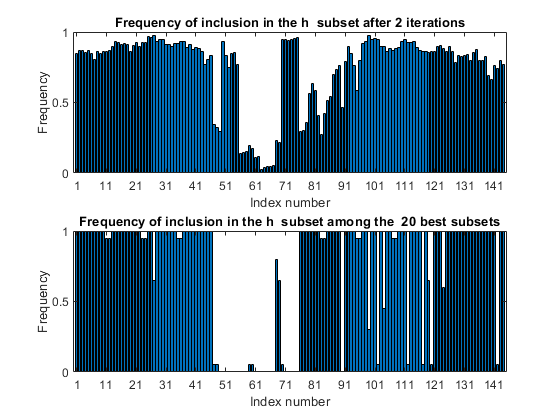 Frequency of inclusion in the h subset after 2 iterations
1
0.5
0
Frequency
1 11 21 31 41 51 61 71 81 91 101 111 121 131 141
Index number
Frequency of inclusion in the h subset among the 20 best subsets
1
0.5
0
Frequency
1 11 21 31 41 51 61 71 81 91 101 111 121 131 141
Index number